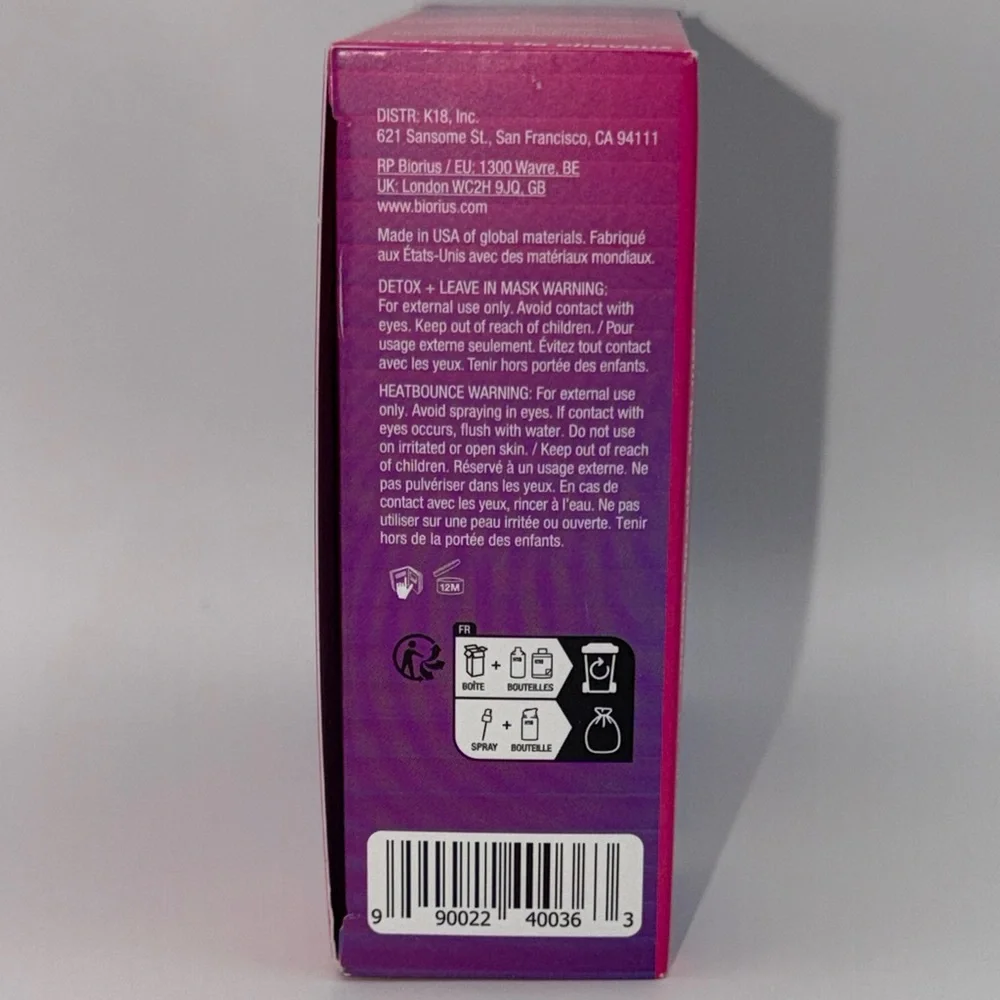 DISTR: K18, Inc.
621 Sansome St., San Francisco, CA 94111
RP Biorius / EU: 1300 Wavre, BE
UK: London WC2H 9JQ, GB
www.biorius.com
Made in USA of global materials. Fabriqué
aux États-Unis avec des matériaux mondiaux.
DETOX + LEAVE IN MASK WARNING:
For external use only. Avoid contact with
eyes. Keep out of reach of children. / Pour
usage externe seulement. Évitez tout contact
avec les yeux. Tenir hors portée des enfants.
HEATBOUNCE WARNING: For external use
only. Avoid spraying in eyes. If contact with
eyes occurs, flush with water. Do not use
on irritated or open skin. / Keep out of reach
of children. Réservé à un usage externe. Ne
pas pulvériser dans les yeux. En cas de
contact avec les yeux, rincer à l'eau. Ne pas
utiliser sur une peau irritée ou ouverte. Tenir
hors de la portée des enfants.
12M
FR
BOÎTE + BOUTEILLES
SPRAY + BOUTEILLE
9 90022 40036 3